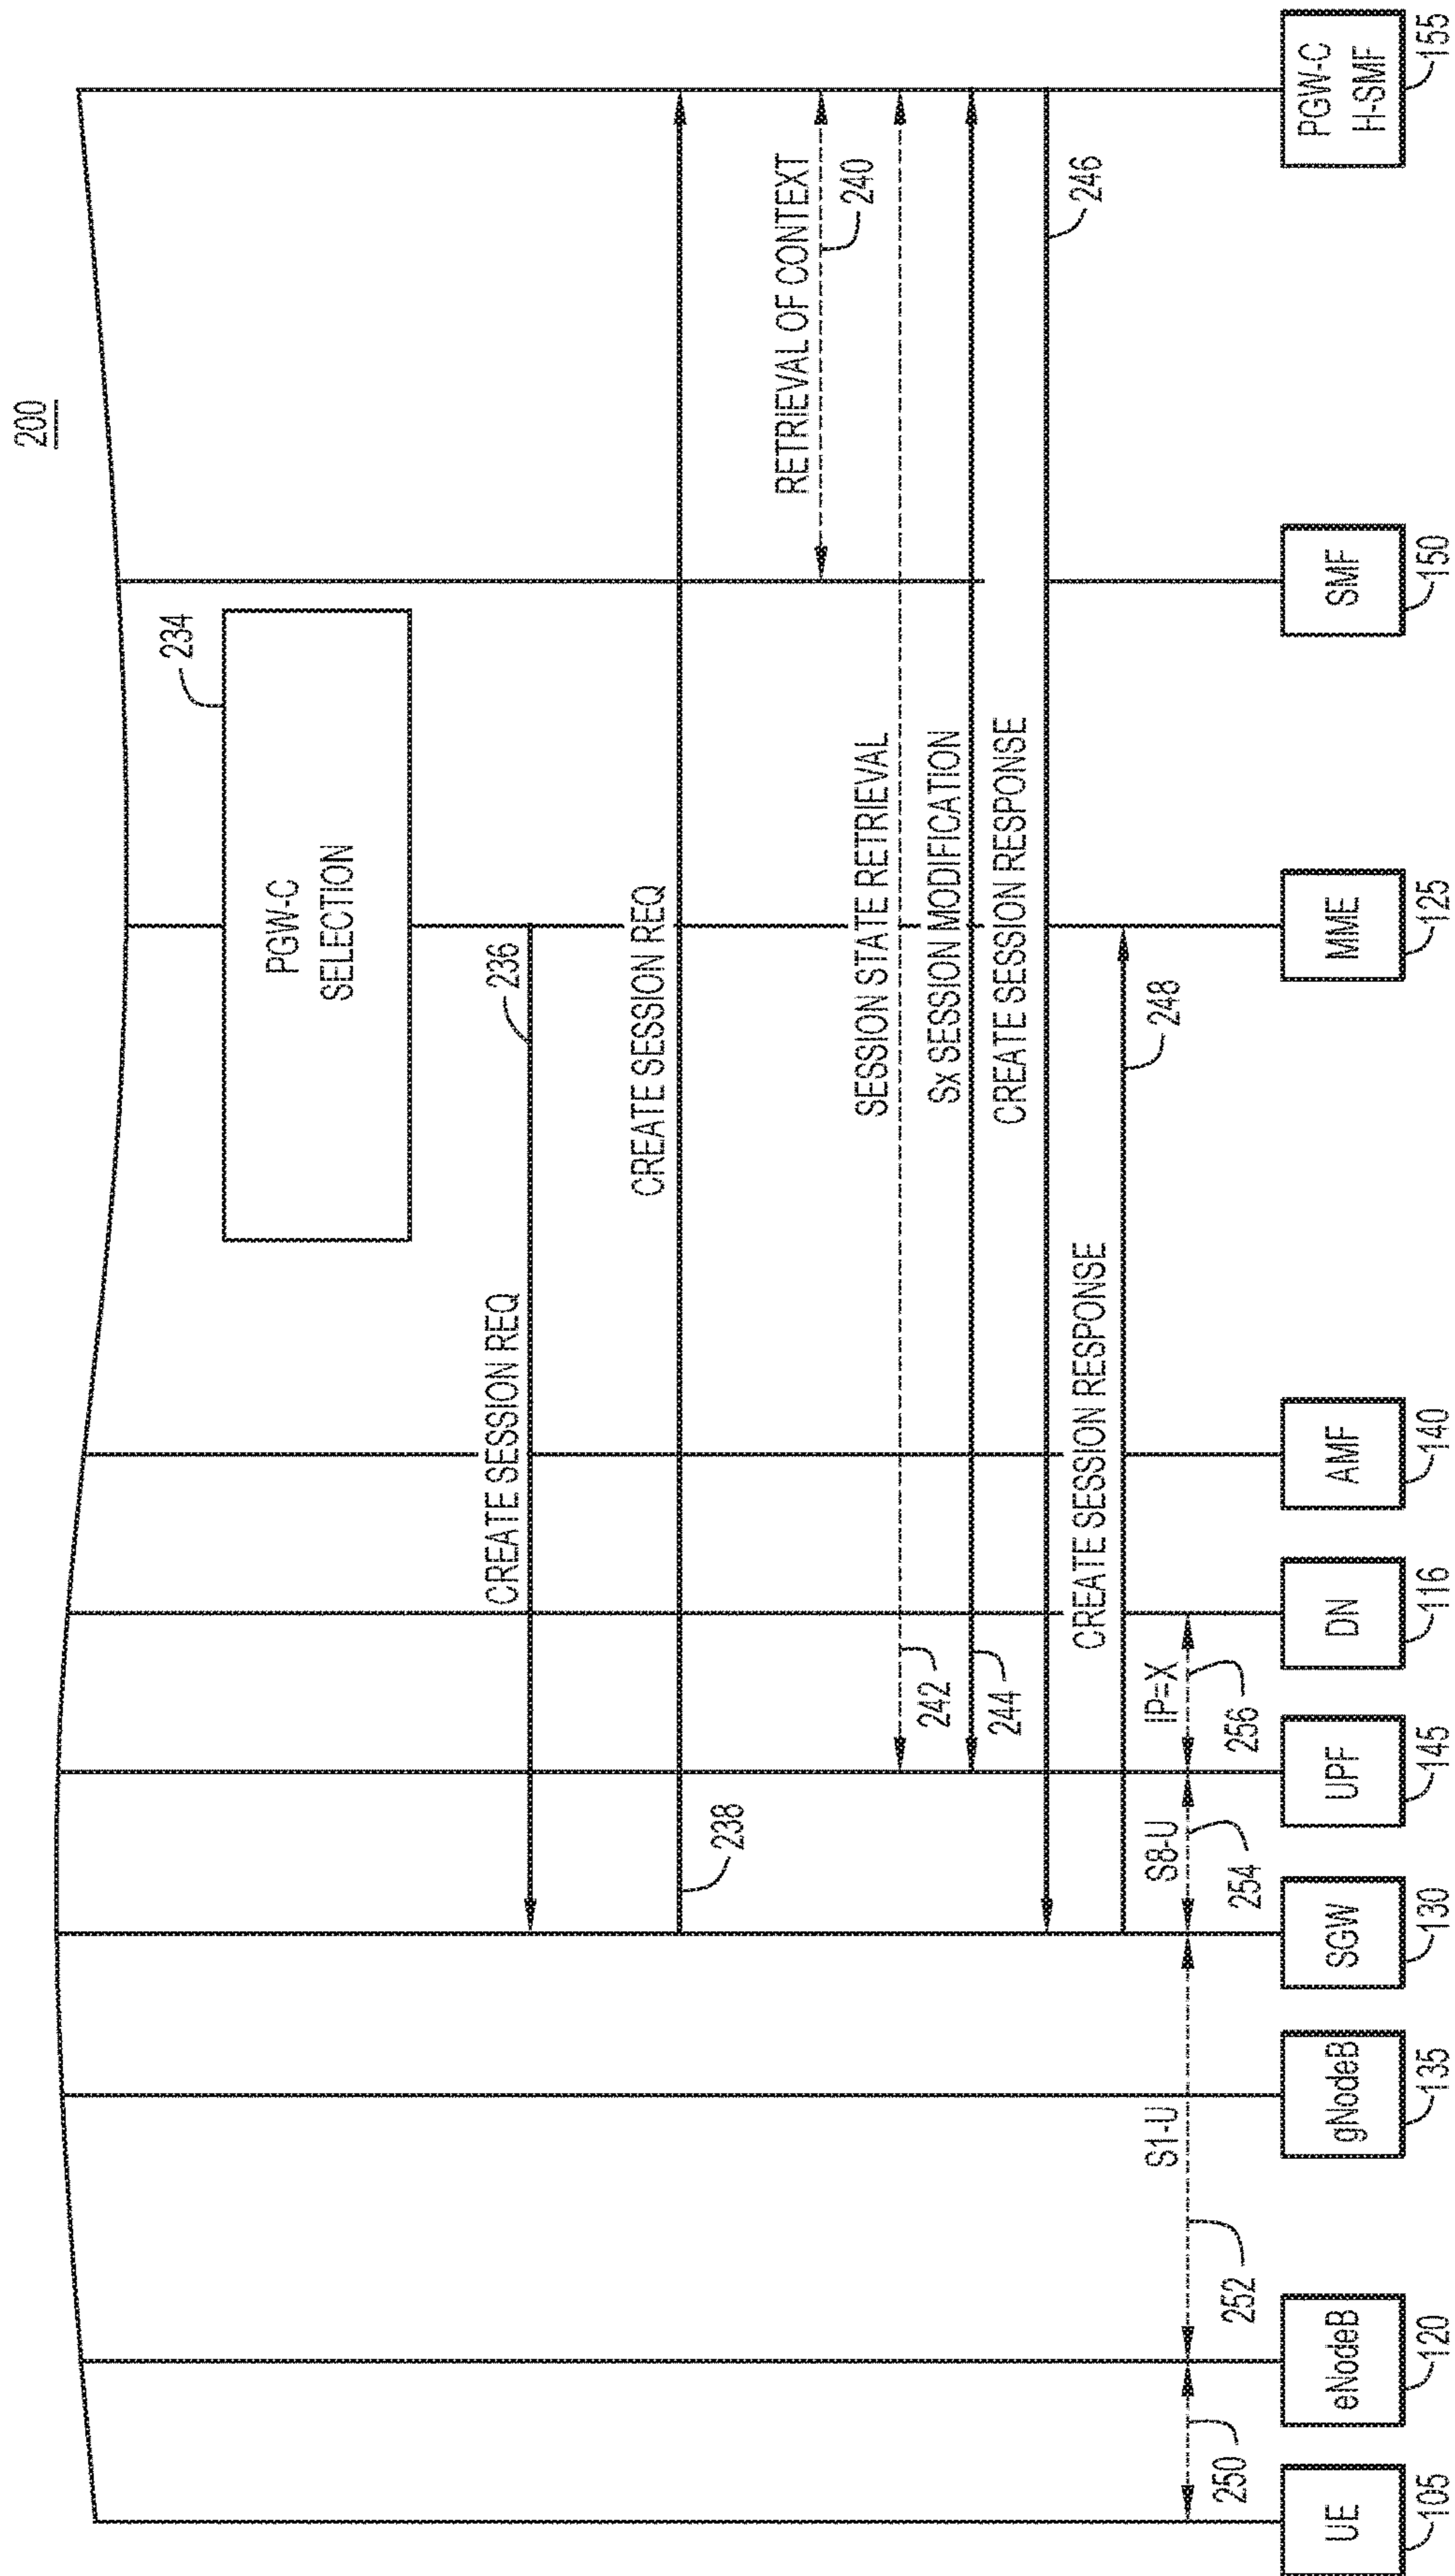 200
234
PGW-C
SELECTION
236
CREATE SESSION REQ
CREATE SESSION REQ
238
RETRIEVAL OF CONTEXT
240
SESSION STATE RETRIEVAL
242
Sx SESSION MODIFICATION
244
CREATE SESSION RESPONSE
246
CREATE SESSION RESPONSE
248
250
S1-U
252
S8-U
254
IP=X
256
UE
105
eNodeB
120
gNodeB
135
SGW
130
UPF
145
DN
116
AMF
140
MME
125
SMF
150
PGW-C
H-SMF
155